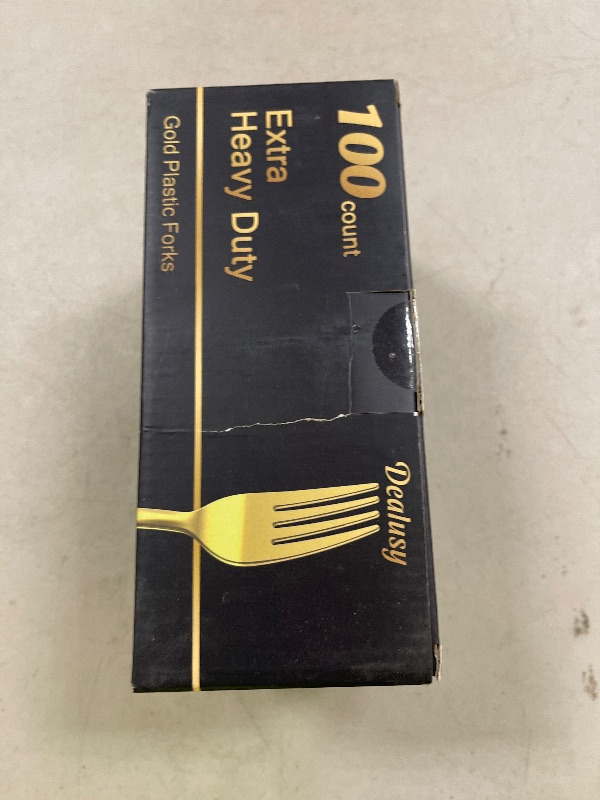 100 count
Extra
Heavy Duty
Gold Plastic Forks
Dealusy